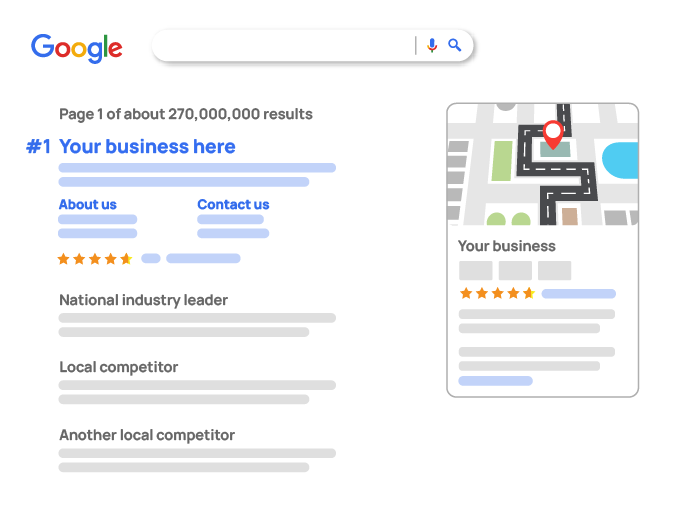 Google
Page 1 of about 270,000,000 results
#1 Your business here
About us
Contact us
National industry leader
Local competitor
Another local competitor
Your business